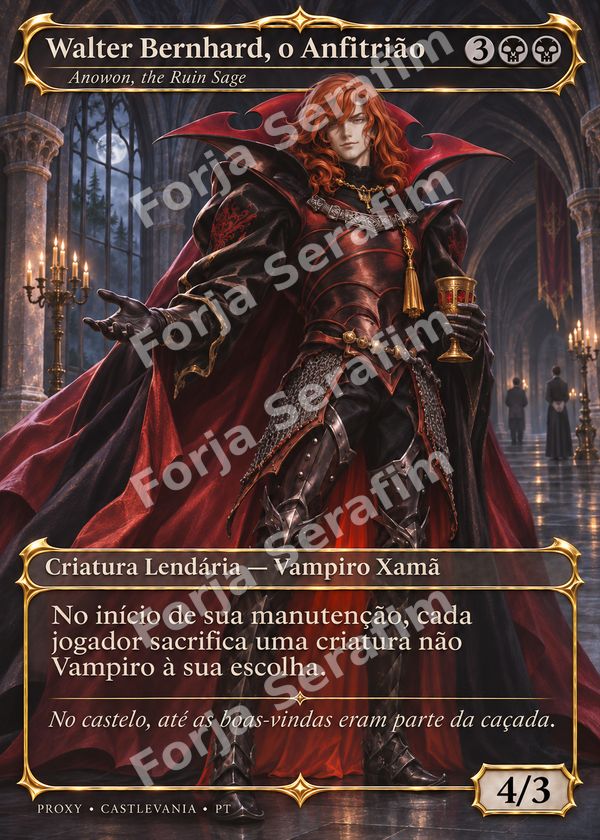 Walter Bernhard, o Anfitrião
3
Anowon, the Ruin Sage
Forja Serafim
Forja Serafim
Forja Serafim
Forja Serafim
Forja Serafim
Forja Serafim
Criatura Lendária — Vampiro Xamã
No início de sua manutenção, cada
jogador sacrifica uma criatura não
Vampiro à sua escolha.
No castelo, até as boas-vindas eram parte da caçada.
4/3
PROXY • CASTLEVANIA • PT